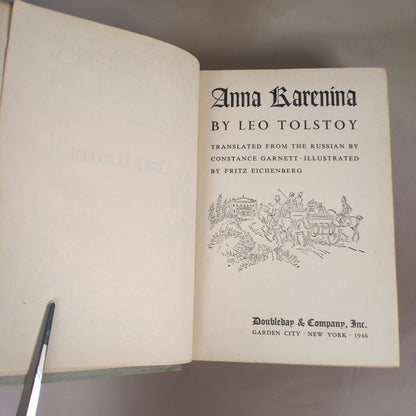 Anna Karenina
BY LEO TOLSTOY
TRANSLATED FROM THE RUSSIAN BY
CONSTANCE GARNETT · ILLUSTRATED
BY FRITZ EICHENBERG
Doubleday & Company, Inc.
GARDEN CITY · NEW YORK · 1946